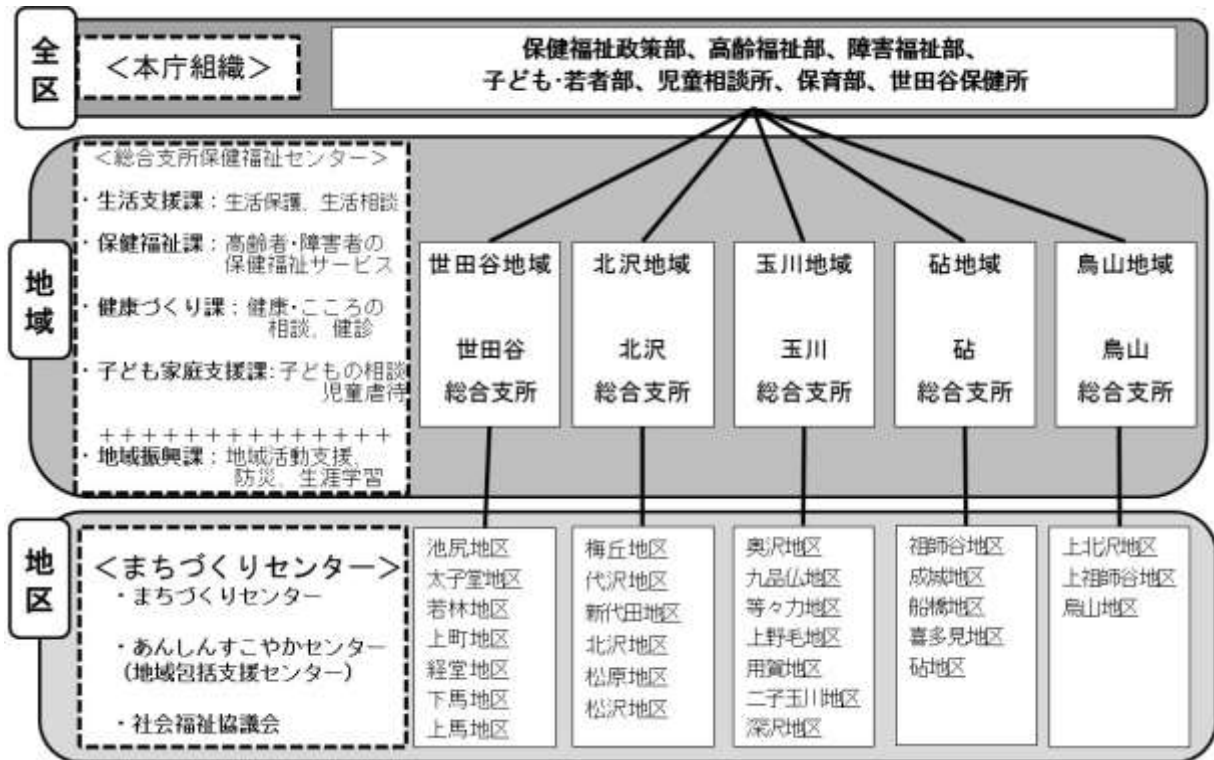 全区
＜本庁組織＞
保健福祉政策部、高齢福祉部、障害福祉部、
子ども・若者部、児童相談所、保育部、世田谷保健所
地域
＜総合支所保健福祉センター＞
・生活支援課：生活保護、生活相談
・保健福祉課：高齢者・障害者の
保健福祉サービス
・健康づくり課：健康・こころの
相談、健診
・子ども家庭支援課：子どもの相談
児童虐待
＋＋＋＋＋＋＋＋＋＋＋＋＋＋
・地域振興課：地域活動支援、
防災、生涯学習
世田谷地域
世田谷
総合支所
北沢地域
北沢
総合支所
玉川地域
玉川
総合支所
砧地域
砧
総合支所
烏山地域
烏山
総合支所
地区
＜まちづくりセンター＞
・まちづくりセンター
・あんしんすこやかセンター
（地域包括支援センター）
・社会福祉協議会
池尻地区
太子堂地区
若林地区
上町地区
経堂地区
下馬地区
上馬地区
梅丘地区
代沢地区
新代田地区
北沢地区
松原地区
松沢地区
奥沢地区
九品仏地区
等々力地区
上野毛地区
用賀地区
二子玉川地区
深沢地区
祖師谷地区
成城地区
船橋地区
喜多見地区
砧地区
上北沢地区
上祖師谷地区
烏山地区